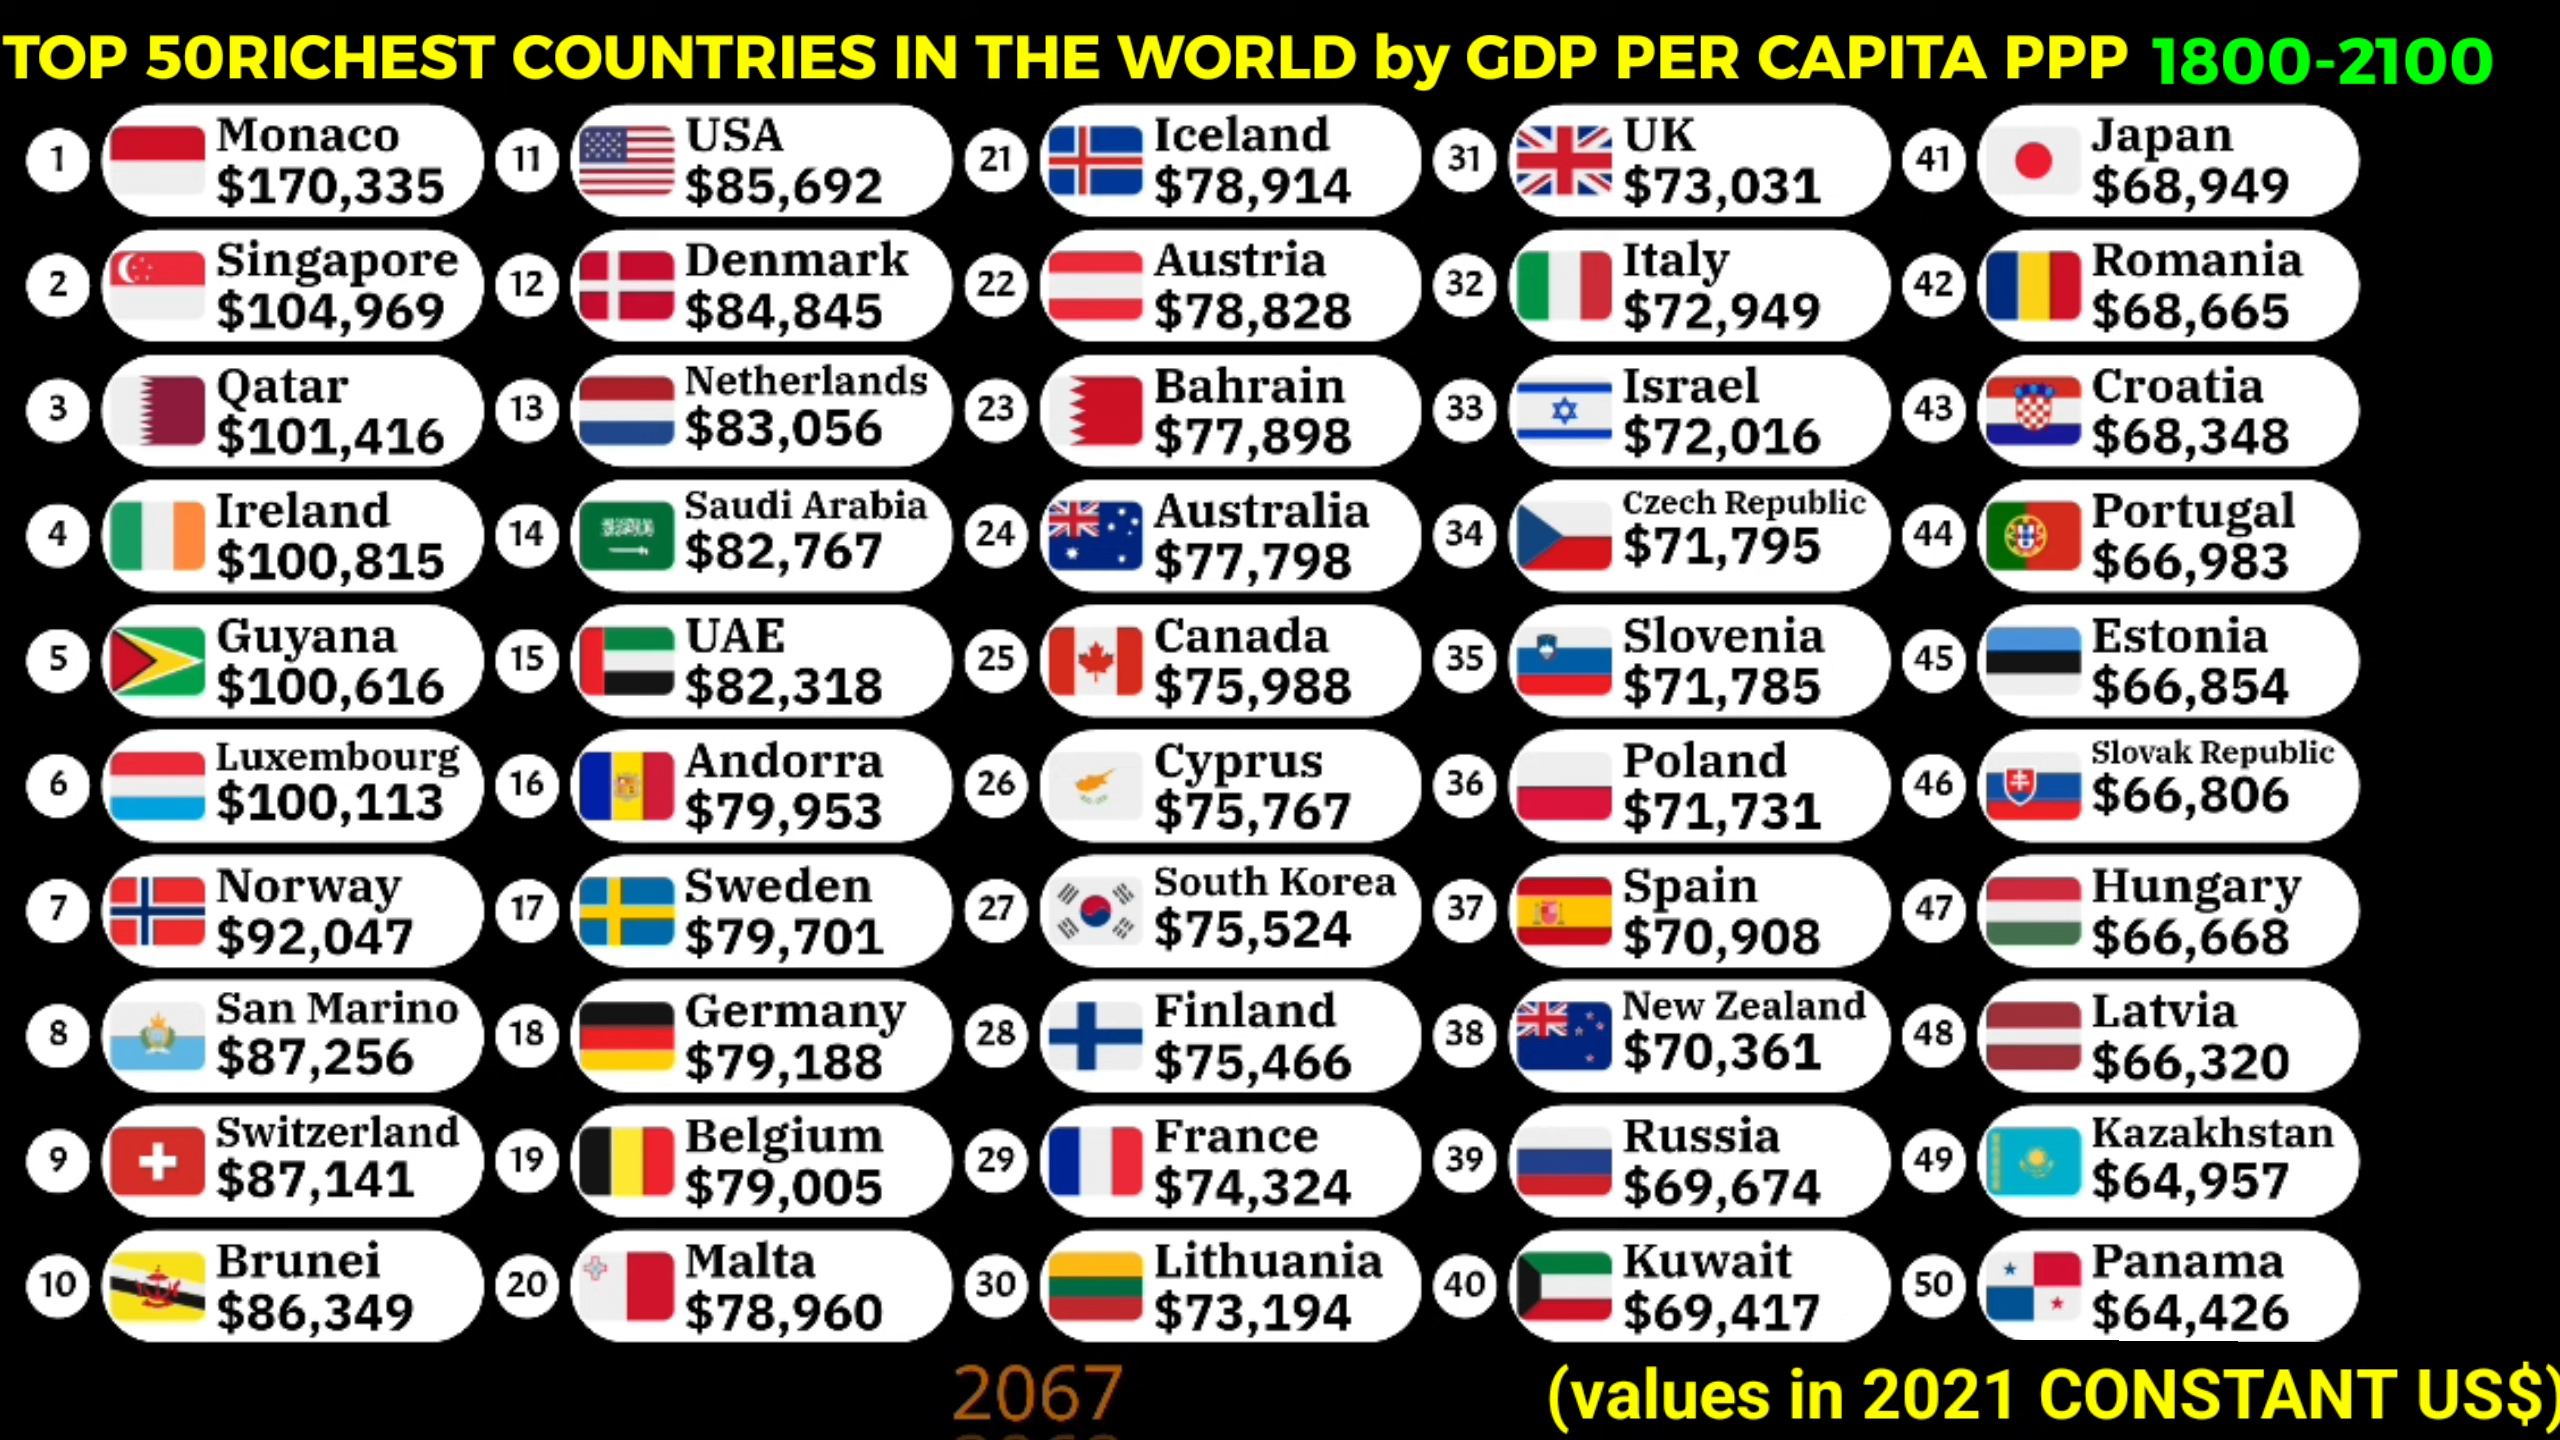 TOP 50RICHEST COUNTRIES IN THE WORLD by GDP PER CAPITA PPP 1800-2100
1
Monaco
$170,335
2
Singapore
$104,969
3
Qatar
$101,416
4
Ireland
$100,815
5
Guyana
$100,616
6
Luxembourg
$100,113
7
Norway
$92,047
8
San Marino
$87,256
9
Switzerland
$87,141
10
Brunei
$86,349
11
USA
$85,692
12
Denmark
$84,845
13
Netherlands
$83,056
14
Saudi Arabia
$82,767
15
UAE
$82,318
16
Andorra
$79,953
17
Sweden
$79,701
18
Germany
$79,188
19
Belgium
$79,005
20
Malta
$78,960
21
Iceland
$78,914
22
Austria
$78,828
23
Bahrain
$77,898
24
Australia
$77,798
25
Canada
$75,988
26
Cyprus
$75,767
27
South Korea
$75,524
28
Finland
$75,466
29
France
$74,324
30
Lithuania
$73,194
31
UK
$73,031
32
Italy
$72,949
33
Israel
$72,016
34
Czech Republic
$71,795
35
Slovenia
$71,785
36
Poland
$71,731
37
Spain
$70,908
38
New Zealand
$70,361
39
Russia
$69,674
40
Kuwait
$69,417
41
Japan
$68,949
42
Romania
$68,665
43
Croatia
$68,348
44
Portugal
$66,983
45
Estonia
$66,854
46
Slovak Republic
$66,806
47
Hungary
$66,668
48
Latvia
$66,320
49
Kazakhstan
$64,957
50
Panama
$64,426
2067
(values in 2021 CONSTANT US$)